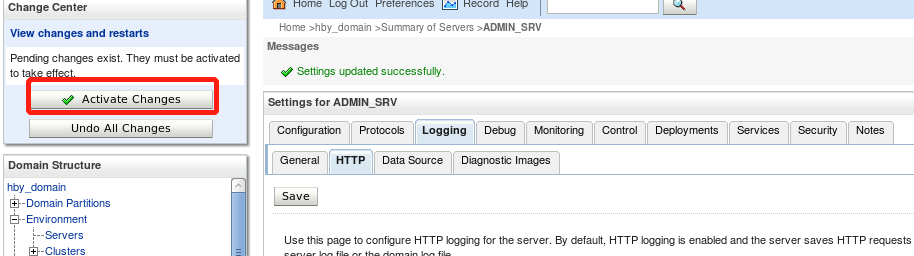 Change Center
View changes and restarts
Pending changes exist. They must be activated
to take effect.
Activate Changes
Undo All Changes
Domain Structure
hby_domain
Domain Partitions
Environment
Servers
Clusters
Home Log Out Preferences Record Help
Home >hby_domain >Summary of Servers >ADMIN_SRV
Messages
Settings updated successfully.
Settings for ADMIN_SRV
Configuration Protocols Logging Debug Monitoring Control Deployments Services Security Notes
General HTTP Data Source Diagnostic Images
Save
Use this page to configure HTTP logging for the server. By default, HTTP logging is enabled and the server saves HTTP requests
server log file or the domain log file.